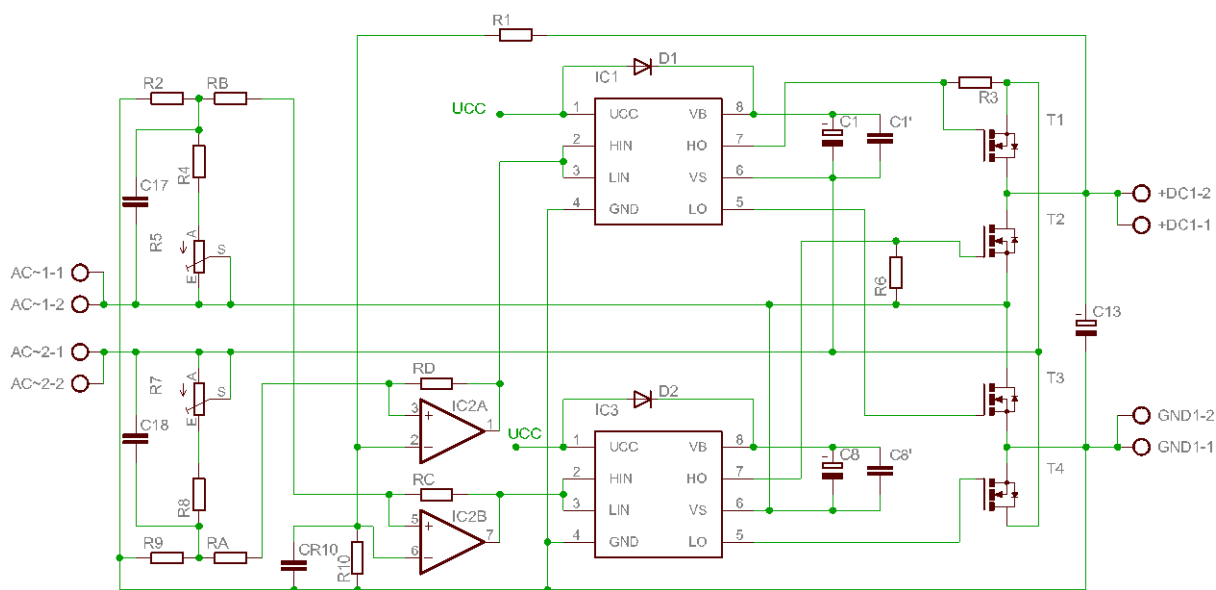 R1
D1
IC1
R2
RB
UCC
1
UCC
VB
8
C1
C1'
R3
T1
2
HIN
HO
7
3
LIN
VS
6
4
GND
LO
5
R4
C17
R5
A
S
E
T2
+DC1-2
+DC1-1
R6
AC~1-1
AC~1-2
C13
AC~2-1
AC~2-2
R7
A
S
E
C18
RD
3
+
IC2A
1
2
−
D2
IC3
UCC
1
UCC
VB
8
C8
C8'
T3
GND1-2
GND1-1
T4
RC
2
HIN
HO
7
3
LIN
VS
6
4
GND
LO
5
R8
5
+
IC2B
7
6
−
R9
RA
CR10
R10